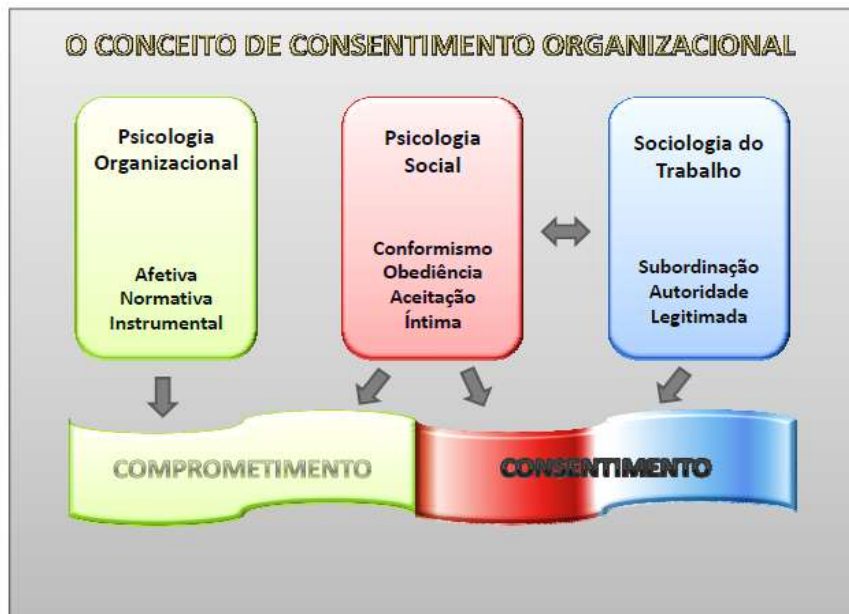 O CONCEITO DE CONSENTIMENTO ORGANIZACIONAL
Psicologia
Organizacional
Afetiva
Normativa
Instrumental
Psicologia
Social
Conformismo
Obediência
Aceitação
Íntima
Sociologia do
Trabalho
Subordinação
Autoridade
Legitimada
COMPROMETIMENTO
CONSENTIMENTO